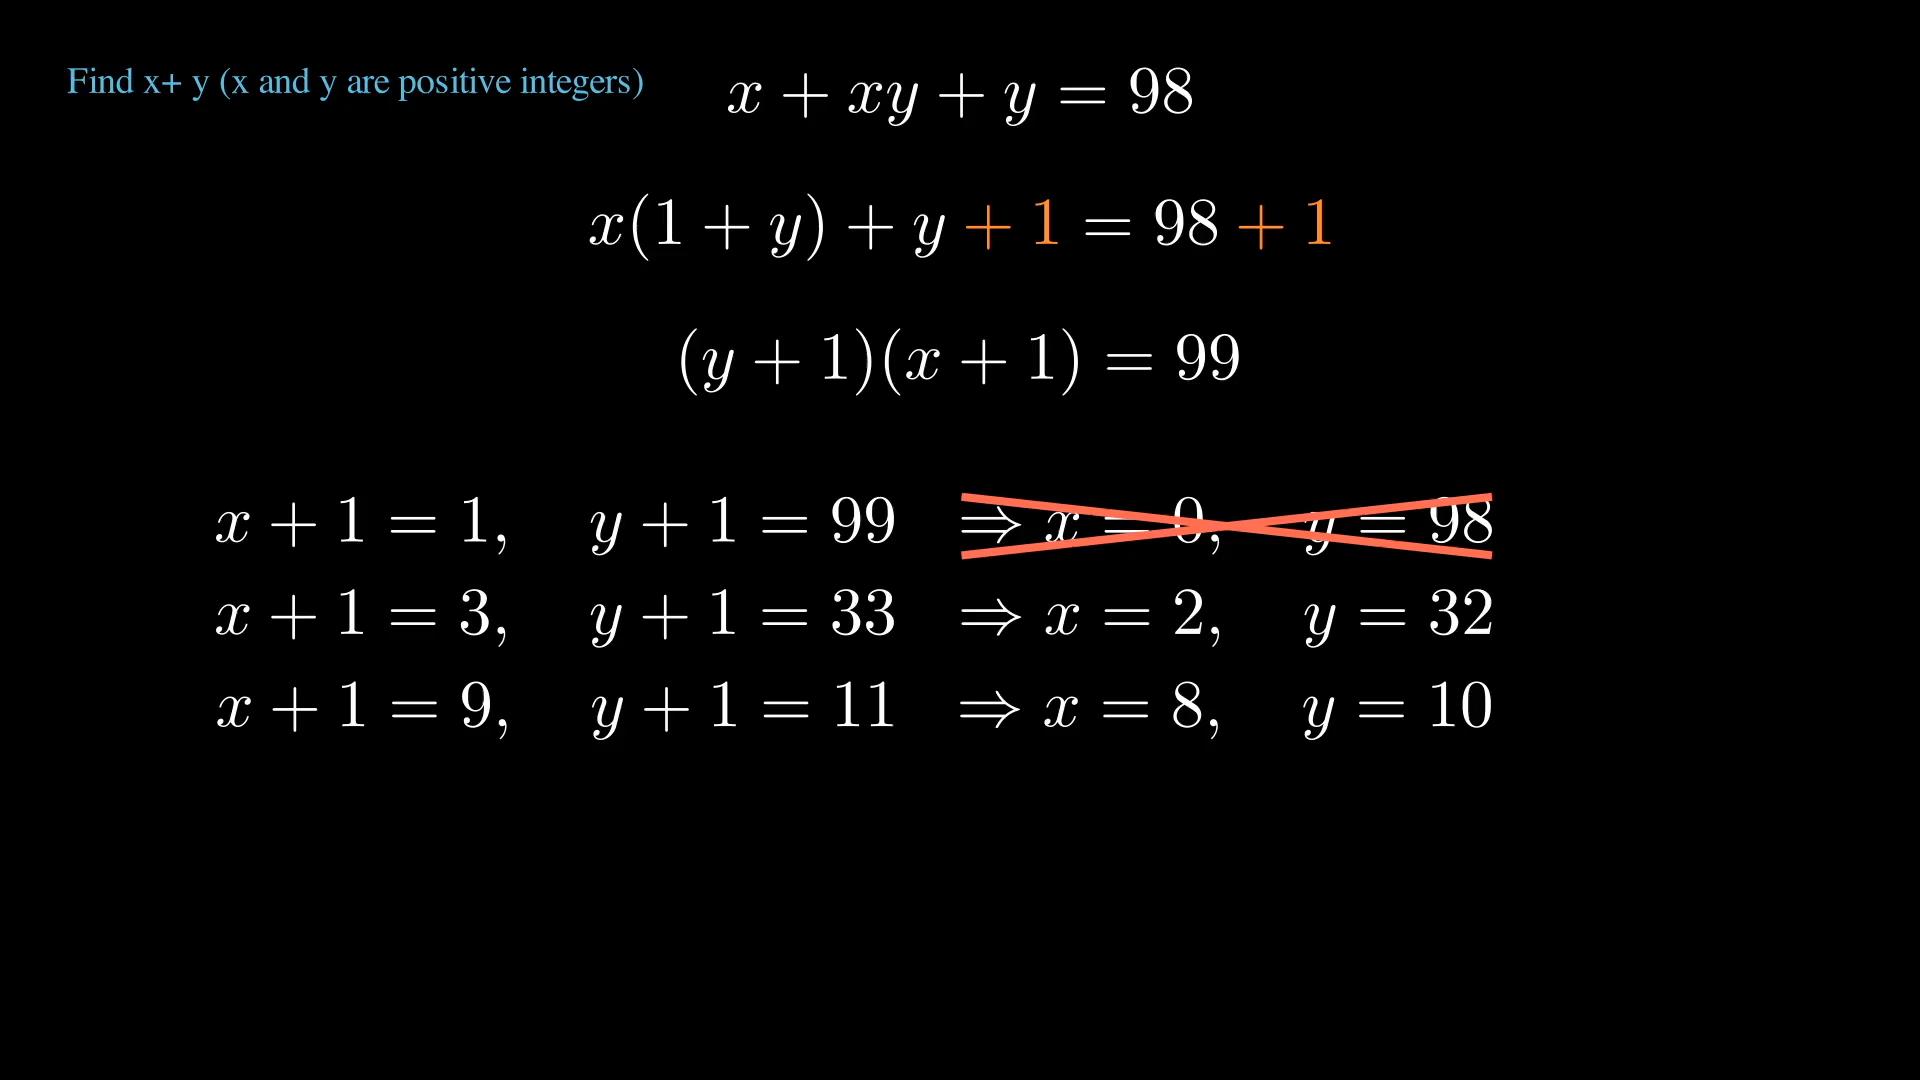 Find x+ y (x and y are positive integers)
x + xy + y = 98
x(1 + y) + y + 1 = 98 + 1
(y + 1)(x + 1) = 99
x + 1 = 1, y + 1 = 99 ⇒ x = 0, y = 98
x + 1 = 3, y + 1 = 33 ⇒ x = 2, y = 32
x + 1 = 9, y + 1 = 11 ⇒ x = 8, y = 10